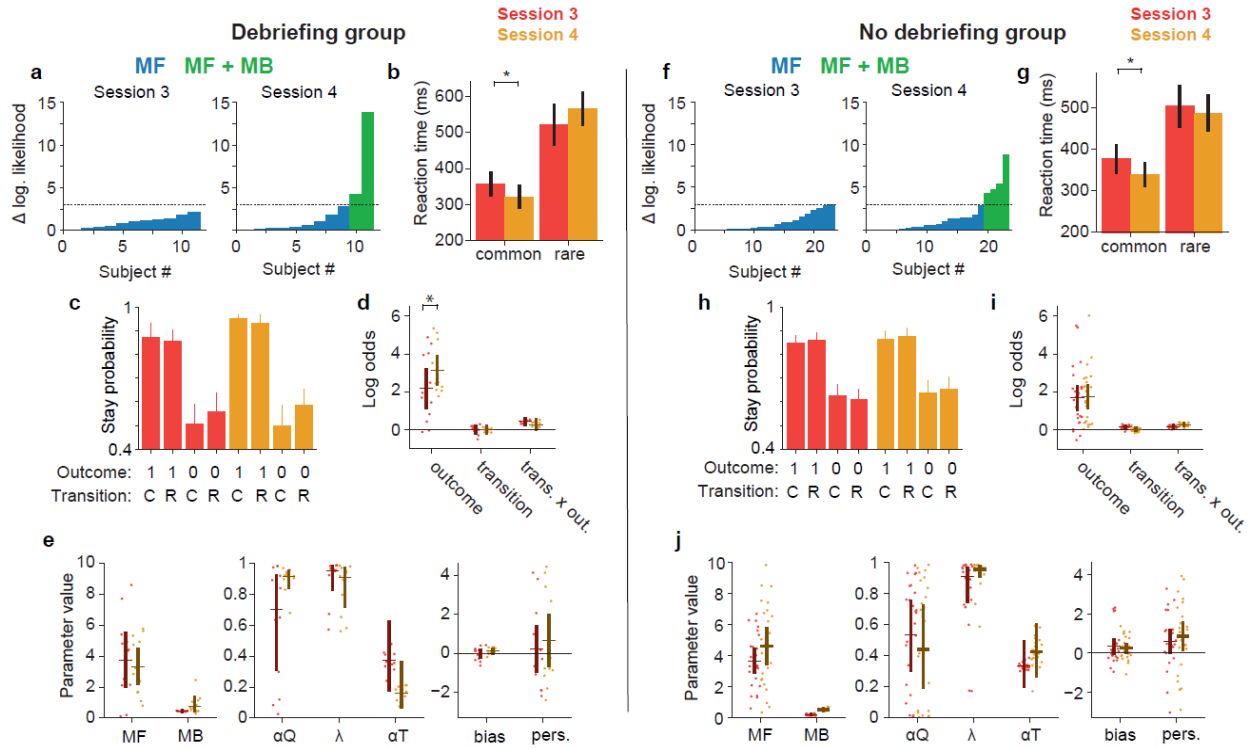 Debriefing group
Session 3
Session 4
No debriefing group
Session 3
Session 4
a
MF MF + MB
Session 3
Session 4
Δ log. likelihood
15
10
5
3
0
15
10
5
3
0
0
5
10
0
5
10
Subject #
Subject #
b
*
Reaction time (ms)
600
500
400
300
200
common
rare
f
MF MF + MB
Session 3
Session 4
Δ log. likelihood
15
10
5
3
0
15
10
5
3
0
0
10
20
0
10
20
Subject #
Subject #
g
*
Reaction time (ms)
500
400
300
200
common
rare
c
Stay probability
1
0.4
Outcome: 1 1 0 0 1 1 0 0
Transition: C R C R C R C R
d
*
Log odds
6
4
2
0
outcome
transition
trans. x out.
h
Stay probability
1
0.4
Outcome: 1 1 0 0 1 1 0 0
Transition: C R C R C R C R
i
Log odds
6
4
2
0
outcome
transition
trans. x out.
e
Parameter value
10
8
6
4
2
0
MF
MB
1
0.8
0.6
0.4
0.2
0
αQ
λ
αT
4
2
0
−2
bias
pers.
j
Parameter value
10
8
6
4
2
0
MF
MB
1
0.8
0.6
0.4
0.2
0
αQ
λ
αT
4
2
0
−2
bias
pers.